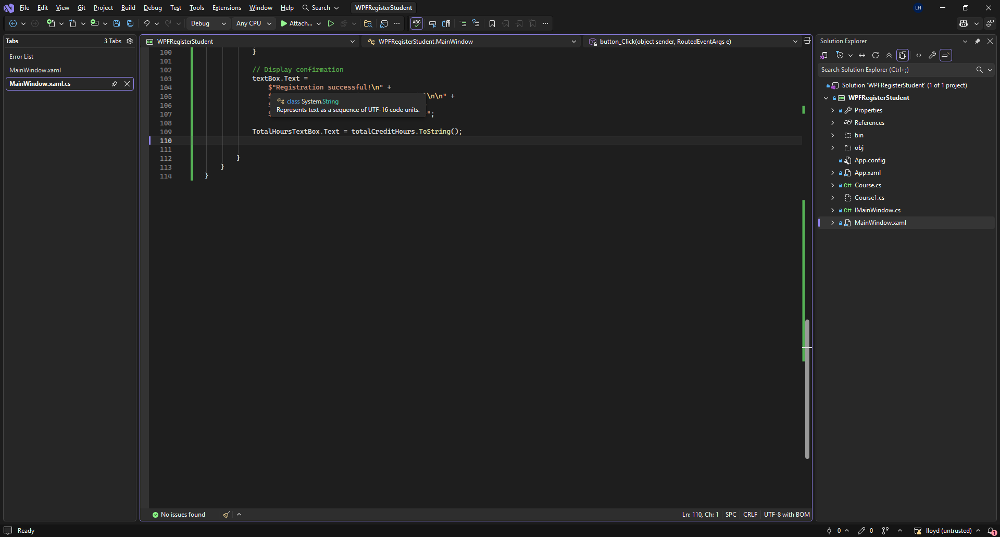 File Edit View Git Project Build Debug Test Tools Extensions Window Help Search WPFRegisterStudent LH
Debug Any CPU Attach... ABC
Tabs 3 Tabs
Error List
MainWindow.xaml
MainWindow.xaml.cs
WPFRegisterStudent WPFRegisterStudent.MainWindow button_Click(object sender, RoutedEventArgs e)
100 }
101
102 // Display confirmation
103 textBox.Text =
104 $"Registration successful!\n" +
105 \n\n" +
106
107 ";
class System.String
Represents text as a sequence of UTF-16 code units.
108
109 TotalHoursTextBox.Text = totalCreditHours.ToString();
110
111
112 }
113 }
114 }
No issues found Ln: 110, Ch: 1 SPC CRLF UTF-8 with BOM
Solution Explorer
Search Solution Explorer (Ctrl+;)
Solution 'WPFRegisterStudent' (1 of 1 project)
C# WPFRegisterStudent
Properties
References
bin
obj
App.config
App.xaml
C# Course.cs
Course1.cs
C# IMainWindow.cs
MainWindow.xaml
Ready 0 0 lloyd (untrusted) 1